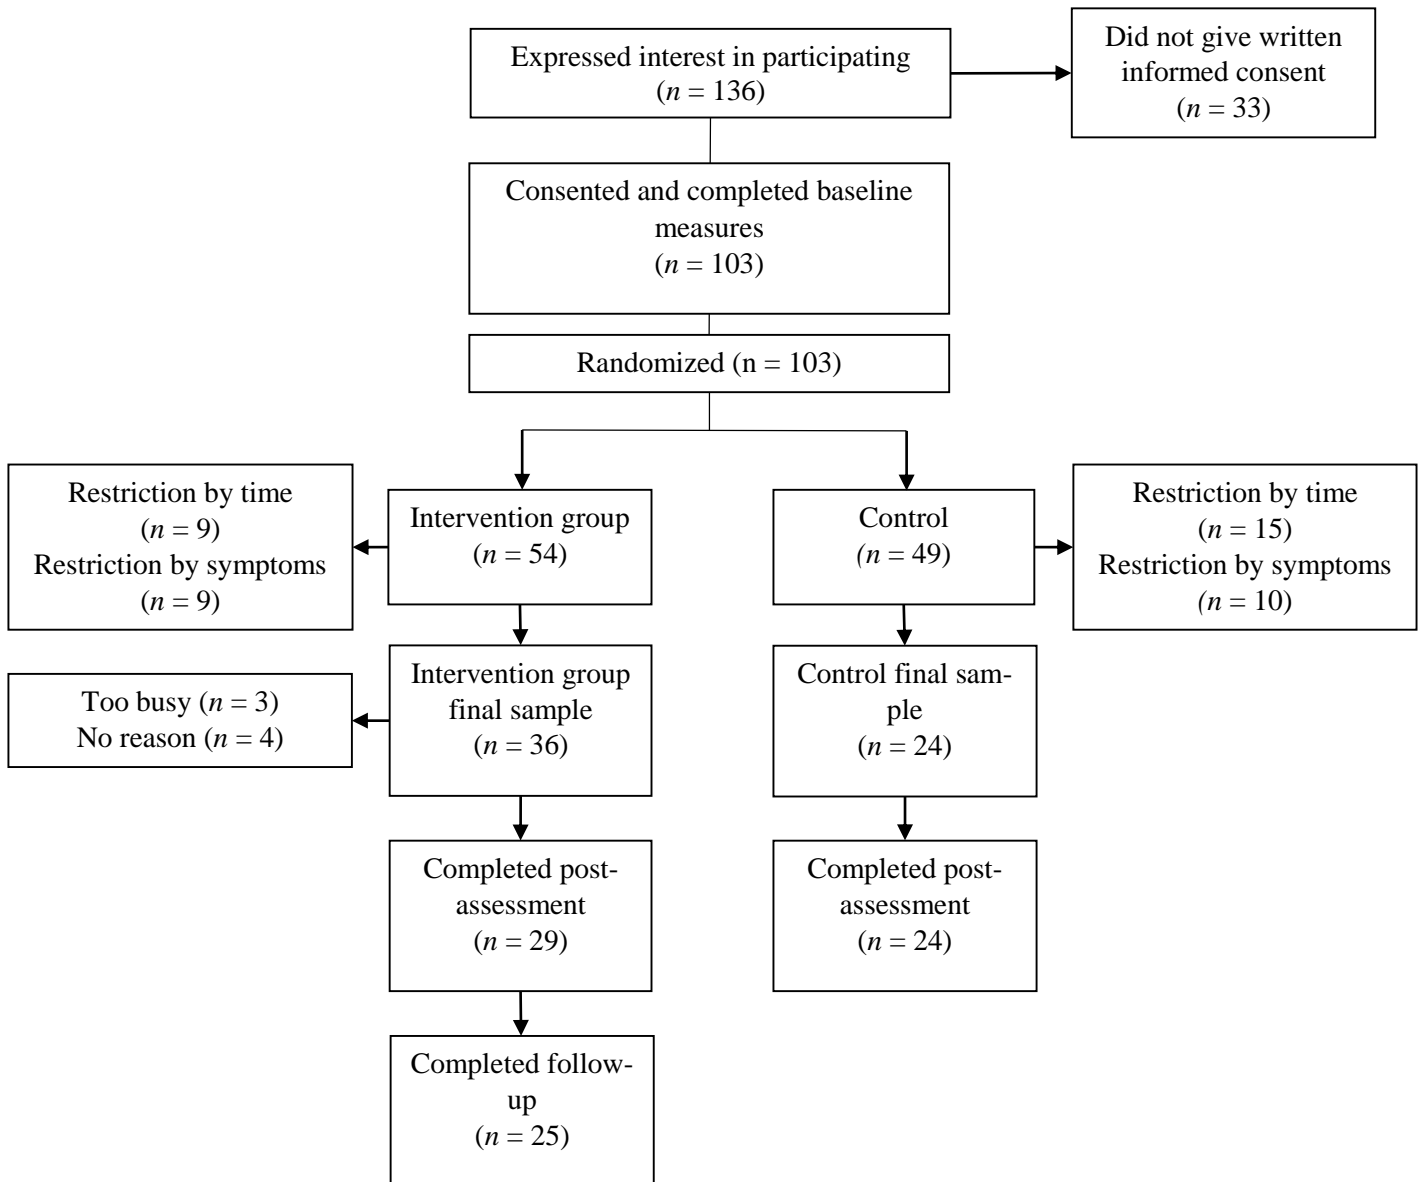 Expressed interest in participating
(n = 136)
Did not give written
informed consent
(n = 33)
Consented and completed baseline
measures
(n = 103)
Randomized (n = 103)
Restriction by time
(n = 9)
Restriction by symptoms
(n = 9)
Intervention group
(n = 54)
Control
(n = 49)
Restriction by time
(n = 15)
Restriction by symptoms
(n = 10)
Too busy (n = 3)
No reason (n = 4)
Intervention group
final sample
(n = 36)
Control final sam-
ple
(n = 24)
Completed post-
assessment
(n = 29)
Completed post-
assessment
(n = 24)
Completed follow-
up
(n = 25)